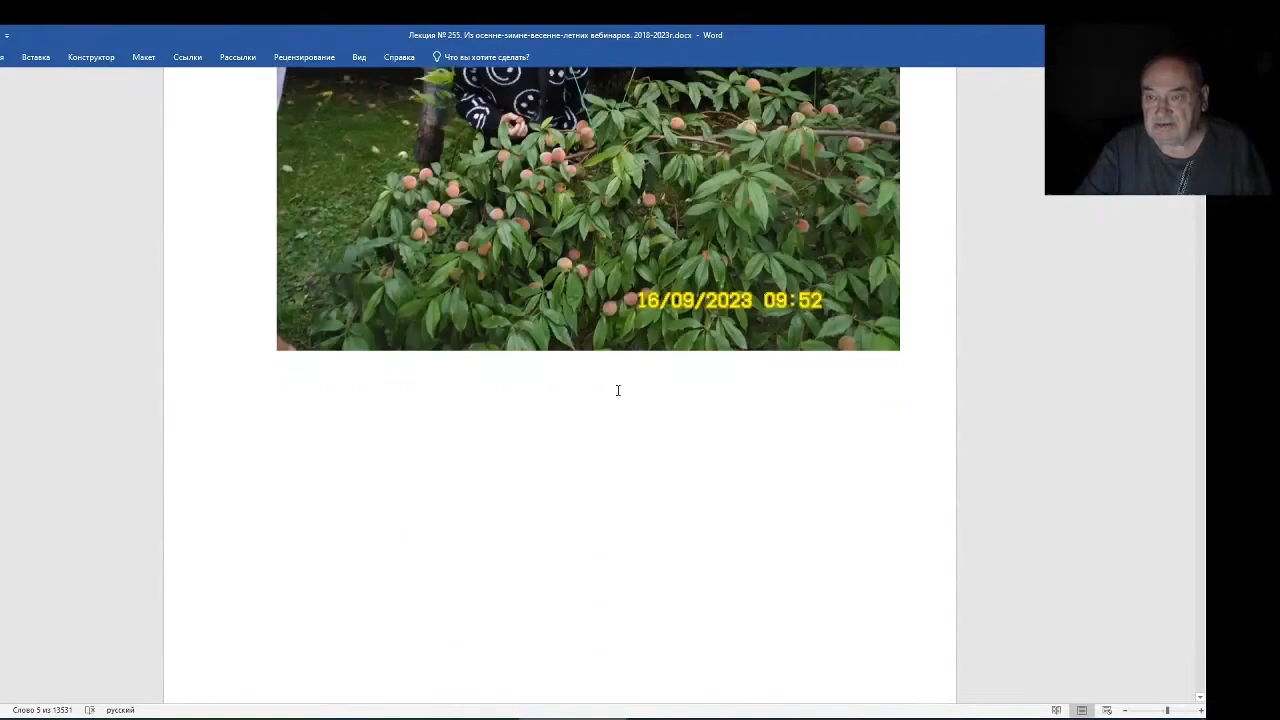 Лекция № 255. Из осенне-зимне-весенне-летних вебинаров. 2018-2023г.docx - Word
я Вставка Конструктор Макет Ссылки Рассылки Рецензирование Вид Справка Что вы хотите сделать?
16/09/2023 09:52
Слово 5 из 13531 русский